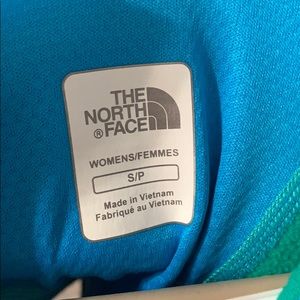 THE
NORTH
FACE
®
WOMENS/FEMMES
S/P
Made in Vietnam
Fabriqué au Vietnam